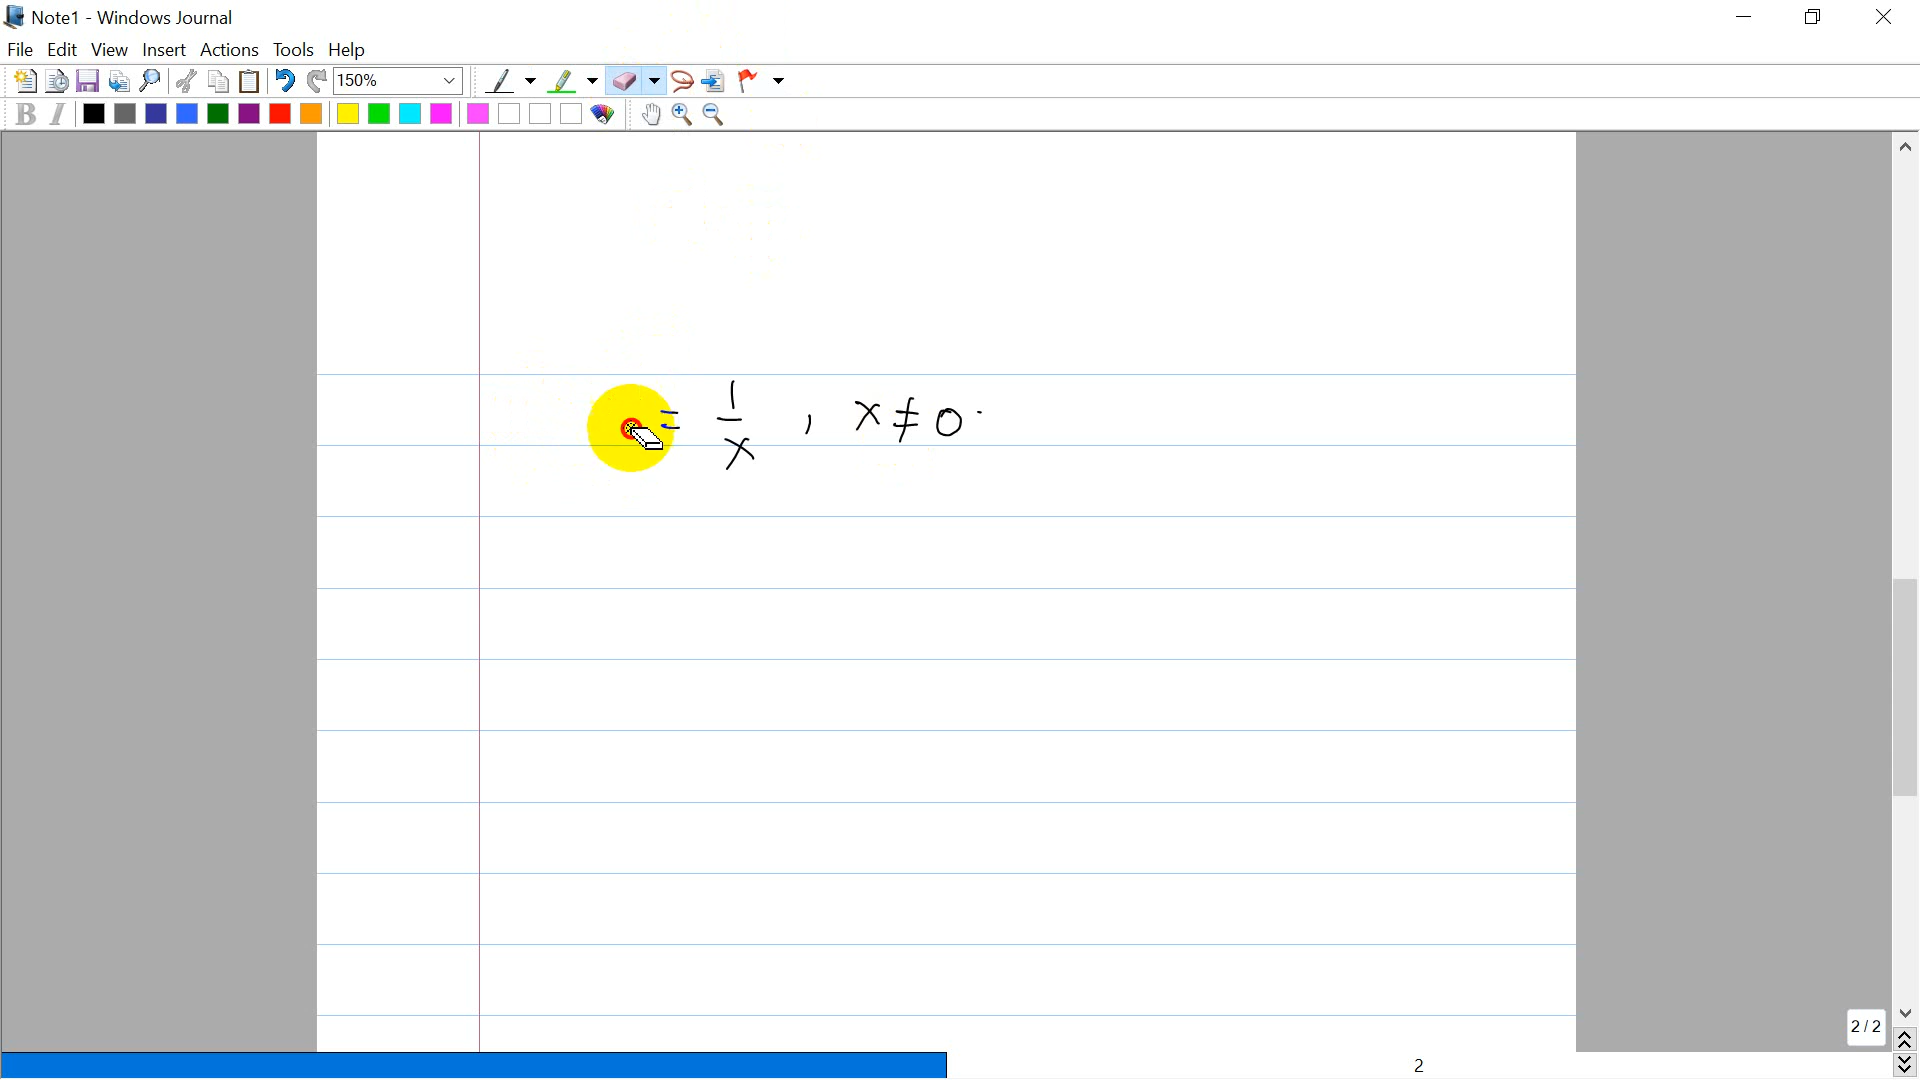 Note1 - Windows Journal
File Edit View Insert Actions Tools Help
150%
B I
= 1/x , x ≠ 0
2 / 2
2